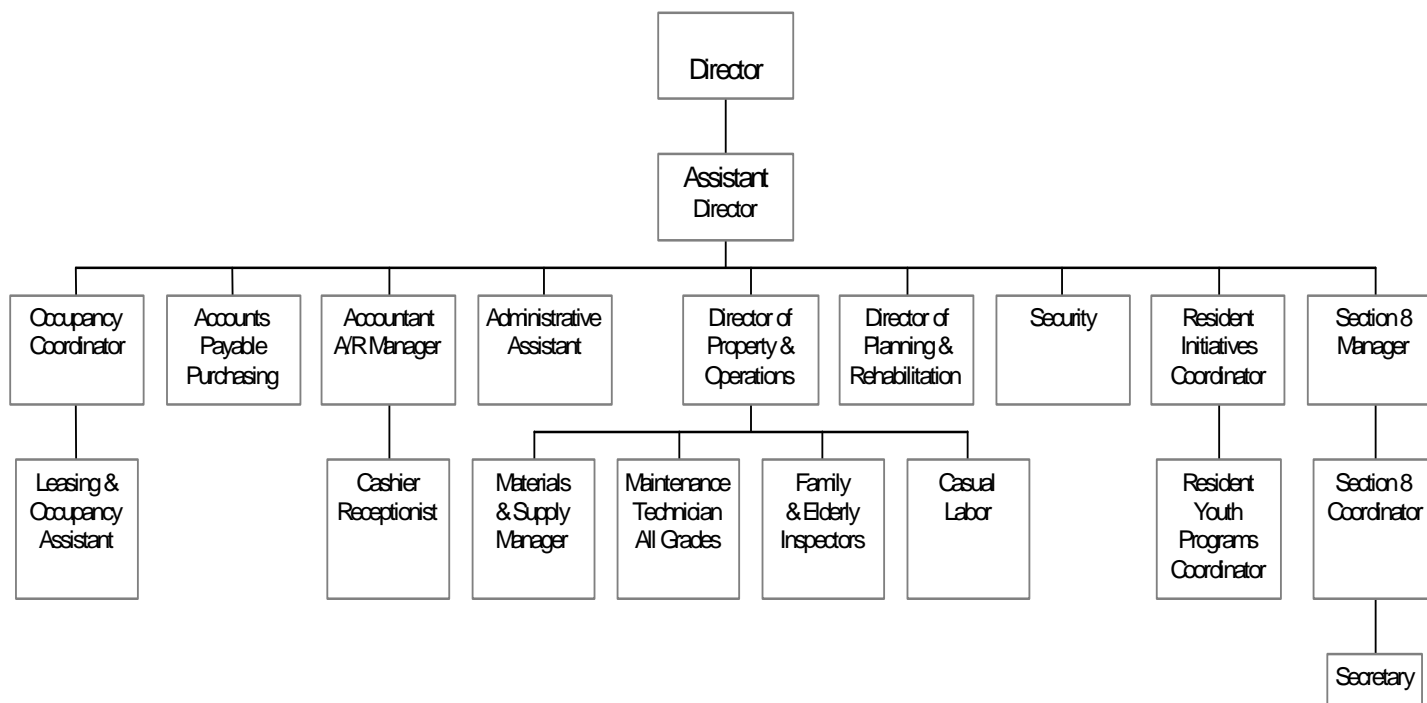 Director
Assistant
Director
Occupancy
Coordinator
Accounts
Payable
Purchasing
Accountant
A/R Manager
Administrative
Assistant
Director of
Property &
Operations
Director of
Planning &
Rehabilitation
Security
Resident
Initiatives
Coordinator
Section 8
Manager
Leasing &
Occupancy
Assistant
Cashier
Receptionist
Materials
& Supply
Manager
Maintenance
Technician
All Grades
Family
& Elderly
Inspectors
Casual
Labor
Resident
Youth
Programs
Coordinator
Section 8
Coordinator
Secretary